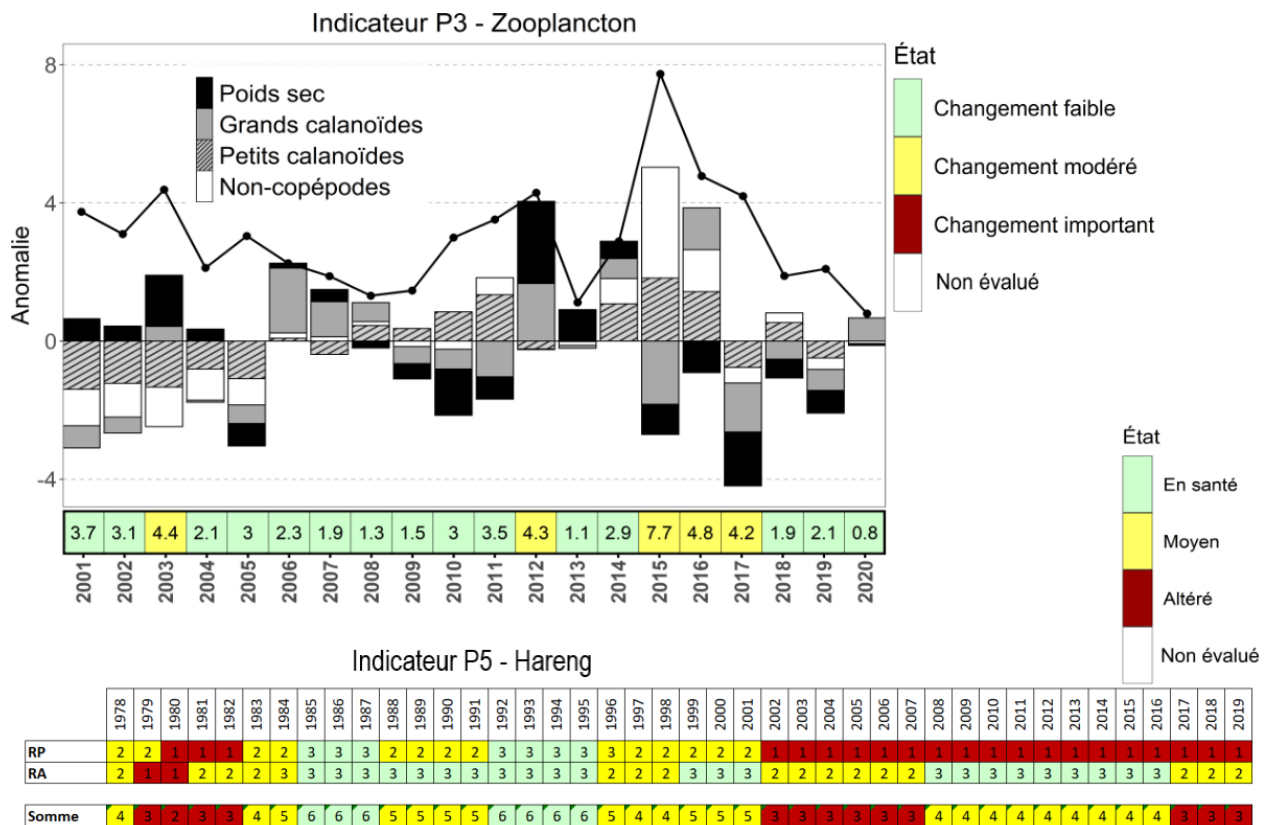 Indicateur P3 - Zooplancton
8
4
0
-4
Anomalie
Poids sec
Grands calanoïdes
Petits calanoïdes
Non-copépodes
État
Changement faible
Changement modéré
Changement important
Non évalué
3.7 3.1 4.4 2.1 3 2.3 1.9 1.3 1.5 3 3.5 4.3 1.1 2.9 7.7 4.8 4.2 1.9 2.1 0.8
2001 2002 2003 2004 2005 2006 2007 2008 2009 2010 2011 2012 2013 2014 2015 2016 2017 2018 2019 2020
État
En santé
Moyen
Altéré
Non évalué
Indicateur P5 - Hareng
1978 1979 1980 1981 1982 1983 1984 1985 1986 1987 1988 1989 1990 1991 1992 1993 1994 1995 1996 1997 1998 1999 2000 2001 2002 2003 2004 2005 2006 2007 2008 2009 2010 2011 2012 2013 2014 2015 2016 2017 2018 2019
RP 2 2 1 1 1 2 2 3 3 3 2 2 2 2 3 3 3 3 3 2 2 2 2 2 1 1 1 1 1 1 1 1 1 1 1 1 1 1 1 1 1 1
RA 2 1 1 2 2 2 3 3 3 3 3 3 3 3 3 3 3 3 2 2 2 3 3 3 2 2 2 2 2 2 3 3 3 3 3 3 3 3 3 2 2 2
Somme 4 3 2 3 3 4 5 6 6 6 5 5 5 5 6 6 6 6 5 4 4 5 5 5 3 3 3 3 3 3 4 4 4 4 4 4 4 4 4 3 3 3